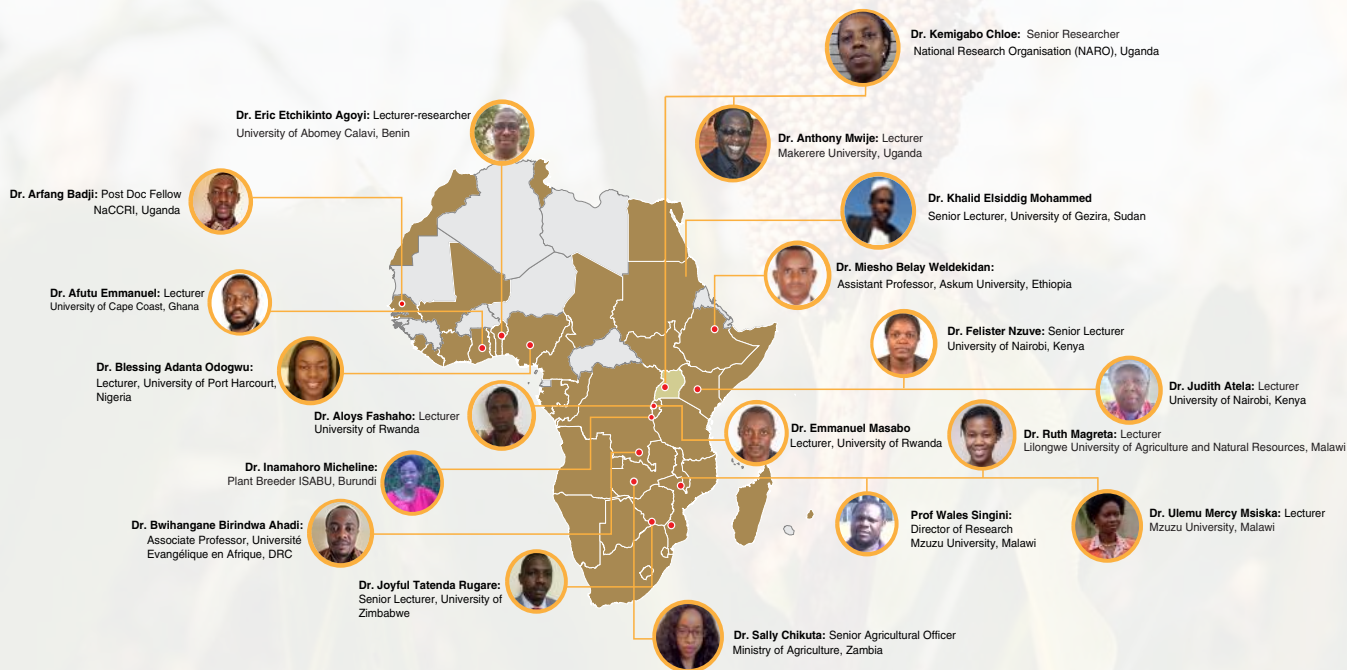 Dr. Kemigabo Chloe: Senior Researcher
National Research Organisation (NARO), Uganda
Dr. Eric Etchikinto Agoyi: Lecturer-researcher
University of Abomey Calavi, Benin
Dr. Anthony Mwije: Lecturer
Makerere University, Uganda
Dr. Arfang Badji: Post Doc Fellow
NaCCRI, Uganda
Dr. Khalid Elsiddig Mohammed
Senior Lecturer, University of Gezira, Sudan
Dr. Miesho Belay Weldekidan:
Assistant Professor, Askum University, Ethiopia
Dr. Afutu Emmanuel: Lecturer
University of Cape Coast, Ghana
Dr. Felister Nzuve: Senior Lecturer
University of Nairobi, Kenya
Dr. Blessing Adanta Odogwu:
Lecturer, University of Port Harcourt,
Nigeria
Dr. Judith Atela: Lecturer
University of Nairobi, Kenya
Dr. Aloys Fashaho: Lecturer
University of Rwanda
Dr. Emmanuel Masabo
Lecturer, University of Rwanda
Dr. Ruth Magreta: Lecturer
Lilongwe University of Agriculture and Natural Resources, Malawi
Dr. Inamahoro Micheline:
Plant Breeder ISABU, Burundi
Dr. Bwihangane Birindwa Ahadi:
Associate Professor, Université
Evangélique en Afrique, DRC
Prof Wales Singini:
Director of Research
Mzuzu University, Malawi
Dr. Ulemu Mercy Msiska: Lecturer
Mzuzu University, Malawi
Dr. Joyful Tatenda Rugare:
Senior Lecturer, University of
Zimbabwe
Dr. Sally Chikuta: Senior Agricultural Officer
Ministry of Agriculture, Zambia